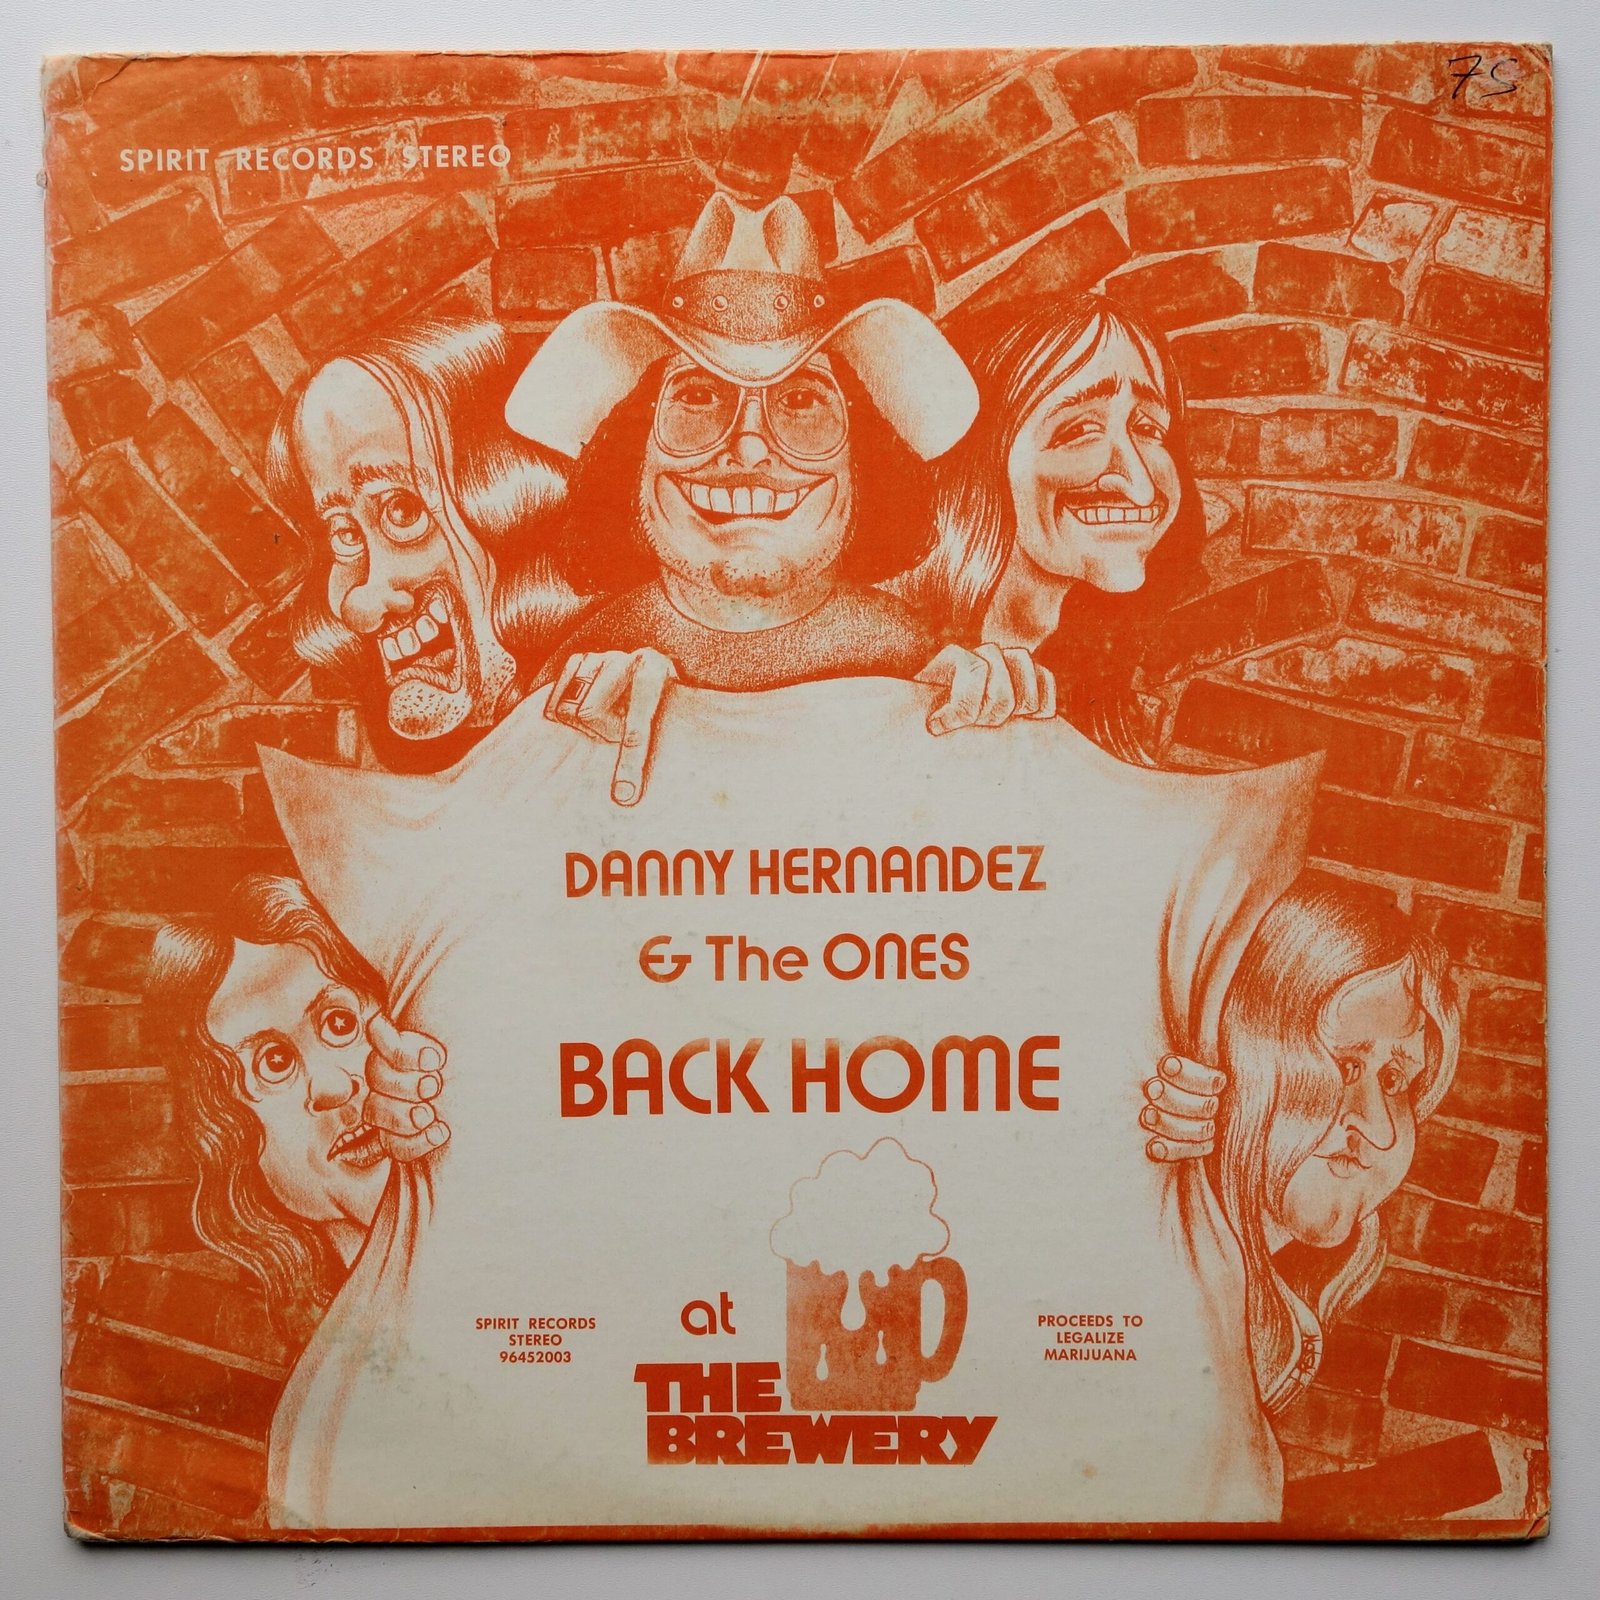 75
SPIRIT RECORDS STEREO
DANNY HERNANDEZ
& The ONES
BACK HOME
at
THE
BREWERY
SPIRIT RECORDS
STEREO
96452003
PROCEEDS TO
LEGALIZE
MARIJUANA